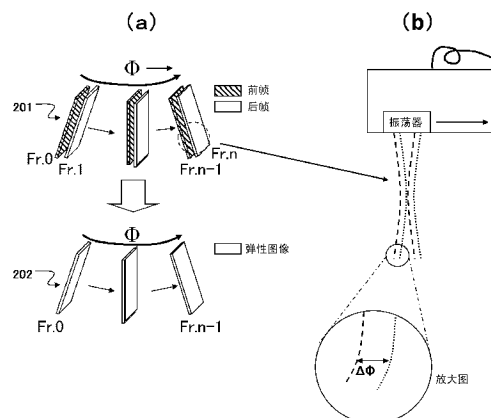 (a)
(b)
Φ
前帧
后帧
201
Fr.0
Fr.1
Fr.n
Fr.n-1
振荡器
Φ
弹性图像
202
Fr.0
Fr.n-1
ΔΦ
放大图